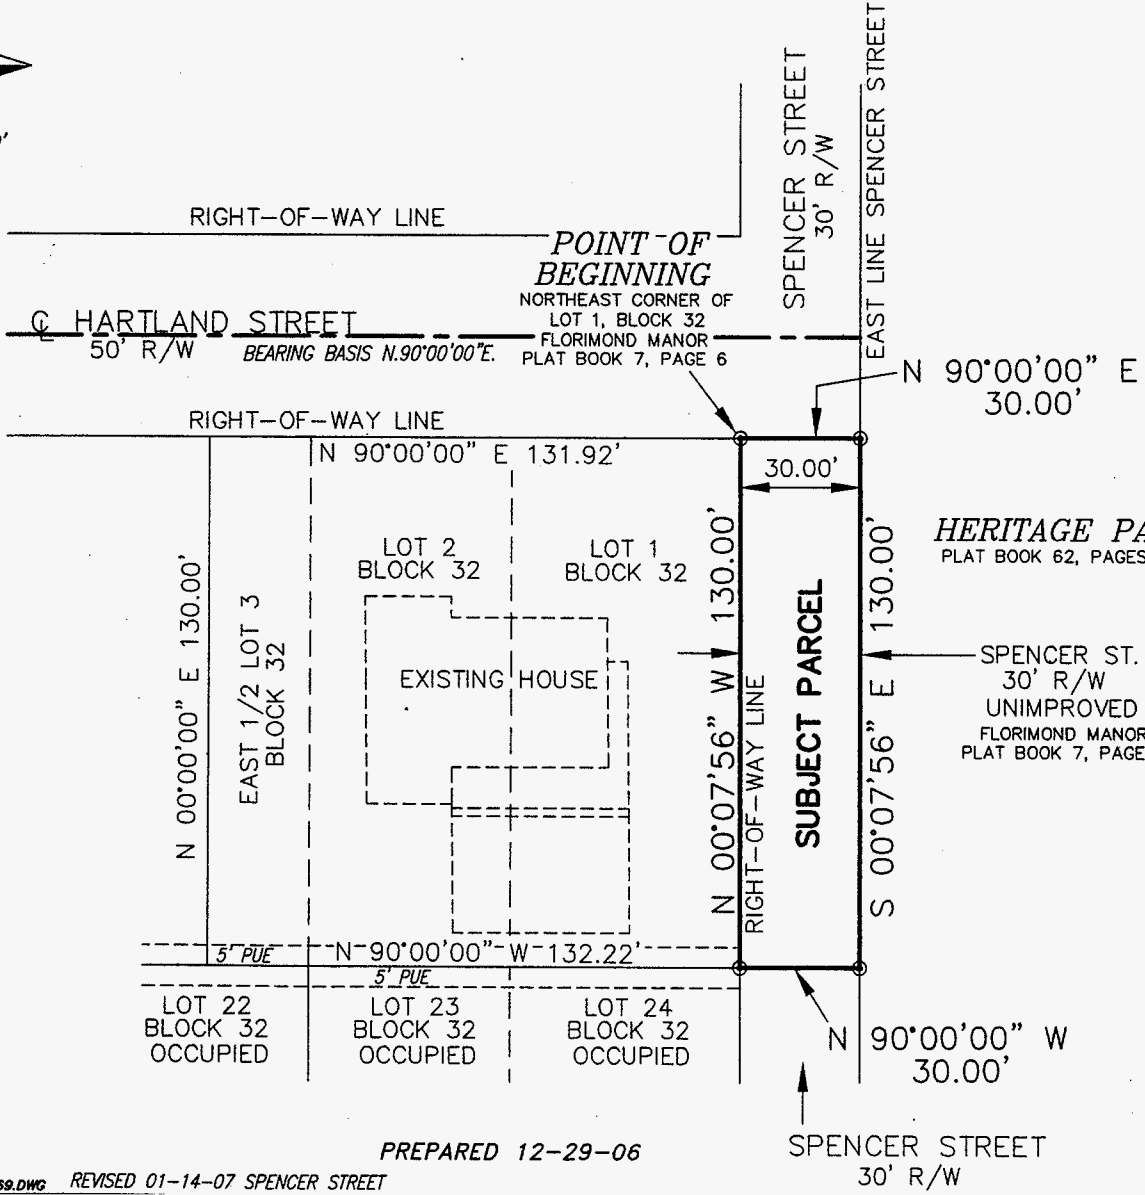 SPENCER STREET
30' R/W
EAST LINE SPENCER STREET
RIGHT-OF-WAY LINE
POINT OF
BEGINNING
NORTHEAST CORNER OF
LOT 1, BLOCK 32
FLORIMOND MANOR
PLAT BOOK 7, PAGE 6
℄ HARTLAND STREET
50' R/W
BEARING BASIS N.90°00'00"E.
N 90°00'00" E
30.00'
RIGHT-OF-WAY LINE
N 90°00'00" E 131.92'
30.00'
LOT 2
BLOCK 32
LOT 1
BLOCK 32
HERITAGE PA
PLAT BOOK 62, PAGES
N 00°00'00" E 130.00'
EAST 1/2 LOT 3
BLOCK 32
EXISTING HOUSE
N 00°07'56" W 130.00'
RIGHT-OF-WAY LINE
SUBJECT PARCEL
S 00°07'56" E 130.00'
SPENCER ST.
30' R/W
UNIMPROVED
FLORIMOND MANOR
PLAT BOOK 7, PAGE
5' PUE
N 90°00'00" W 132.22'
5' PUE
LOT 22
BLOCK 32
OCCUPIED
LOT 23
BLOCK 32
OCCUPIED
LOT 24
BLOCK 32
OCCUPIED
N 90°00'00" W
30.00'
SPENCER STREET
30' R/W
PREPARED 12-29-06
69.DWG REVISED 01-14-07 SPENCER STREET